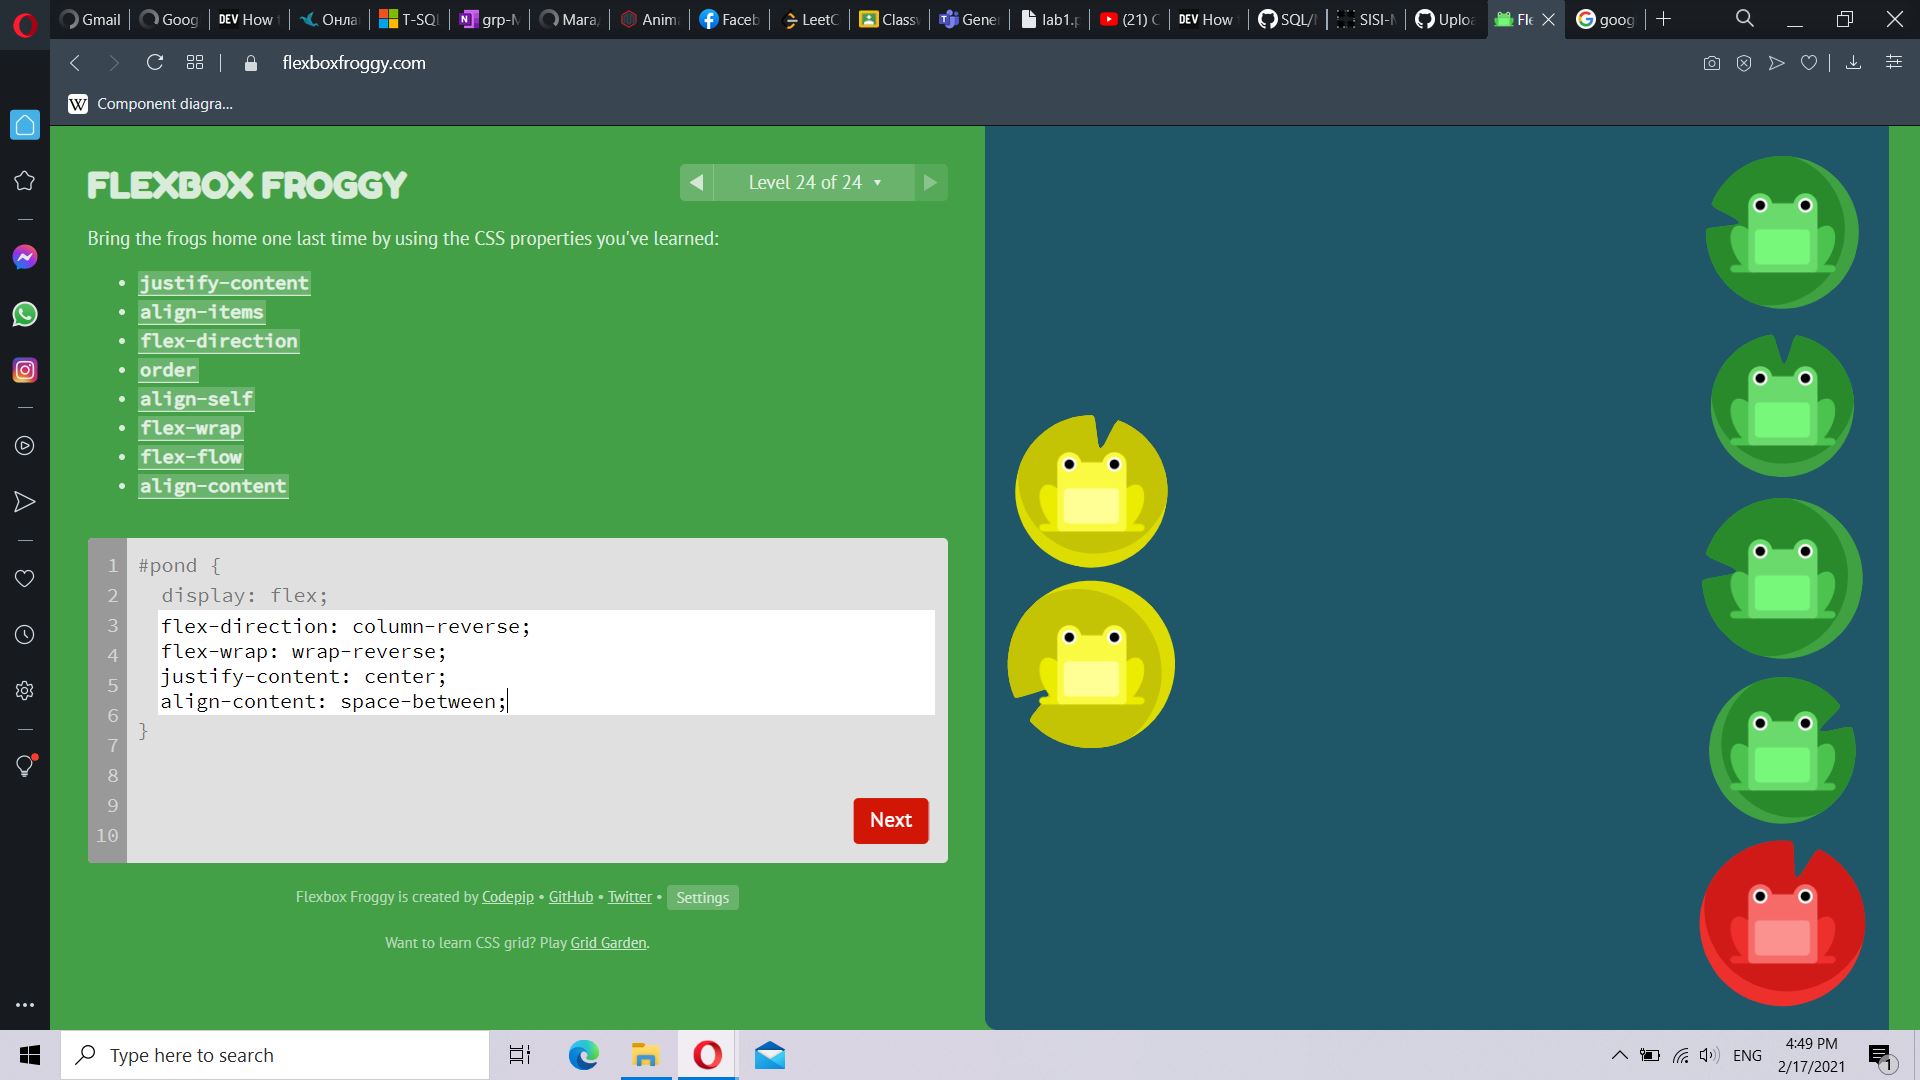 Gmail
Goog
DEV How
Онла
T-SQL
grp-M
Anim
Faceb
LeetC
Class
Gene
lab1.p
(21)
DEV How
SQL/
SISI-
Uploa
goog
flexboxfroggy.com
W Component diagra...
FLEXBOX FROGGY
Level 24 of 24
Bring the frogs home one last time by using the CSS properties you've learned:
• justify-content
• align-items
• flex-direction
• order
• align-self
• flex-wrap
• flex-flow
• align-content
1 #pond {
2 display: flex;
3 flex-direction: column-reverse;
4 flex-wrap: wrap-reverse;
5 justify-content: center;
6 align-content: space-between;
7 }
8
9
10
Next
Flexbox Froggy is created by Codepip • GitHub • Twitter • Settings
Want to learn CSS grid? Play Grid Garden.
Type here to search
ENG
4:49 PM
2/17/2021
1